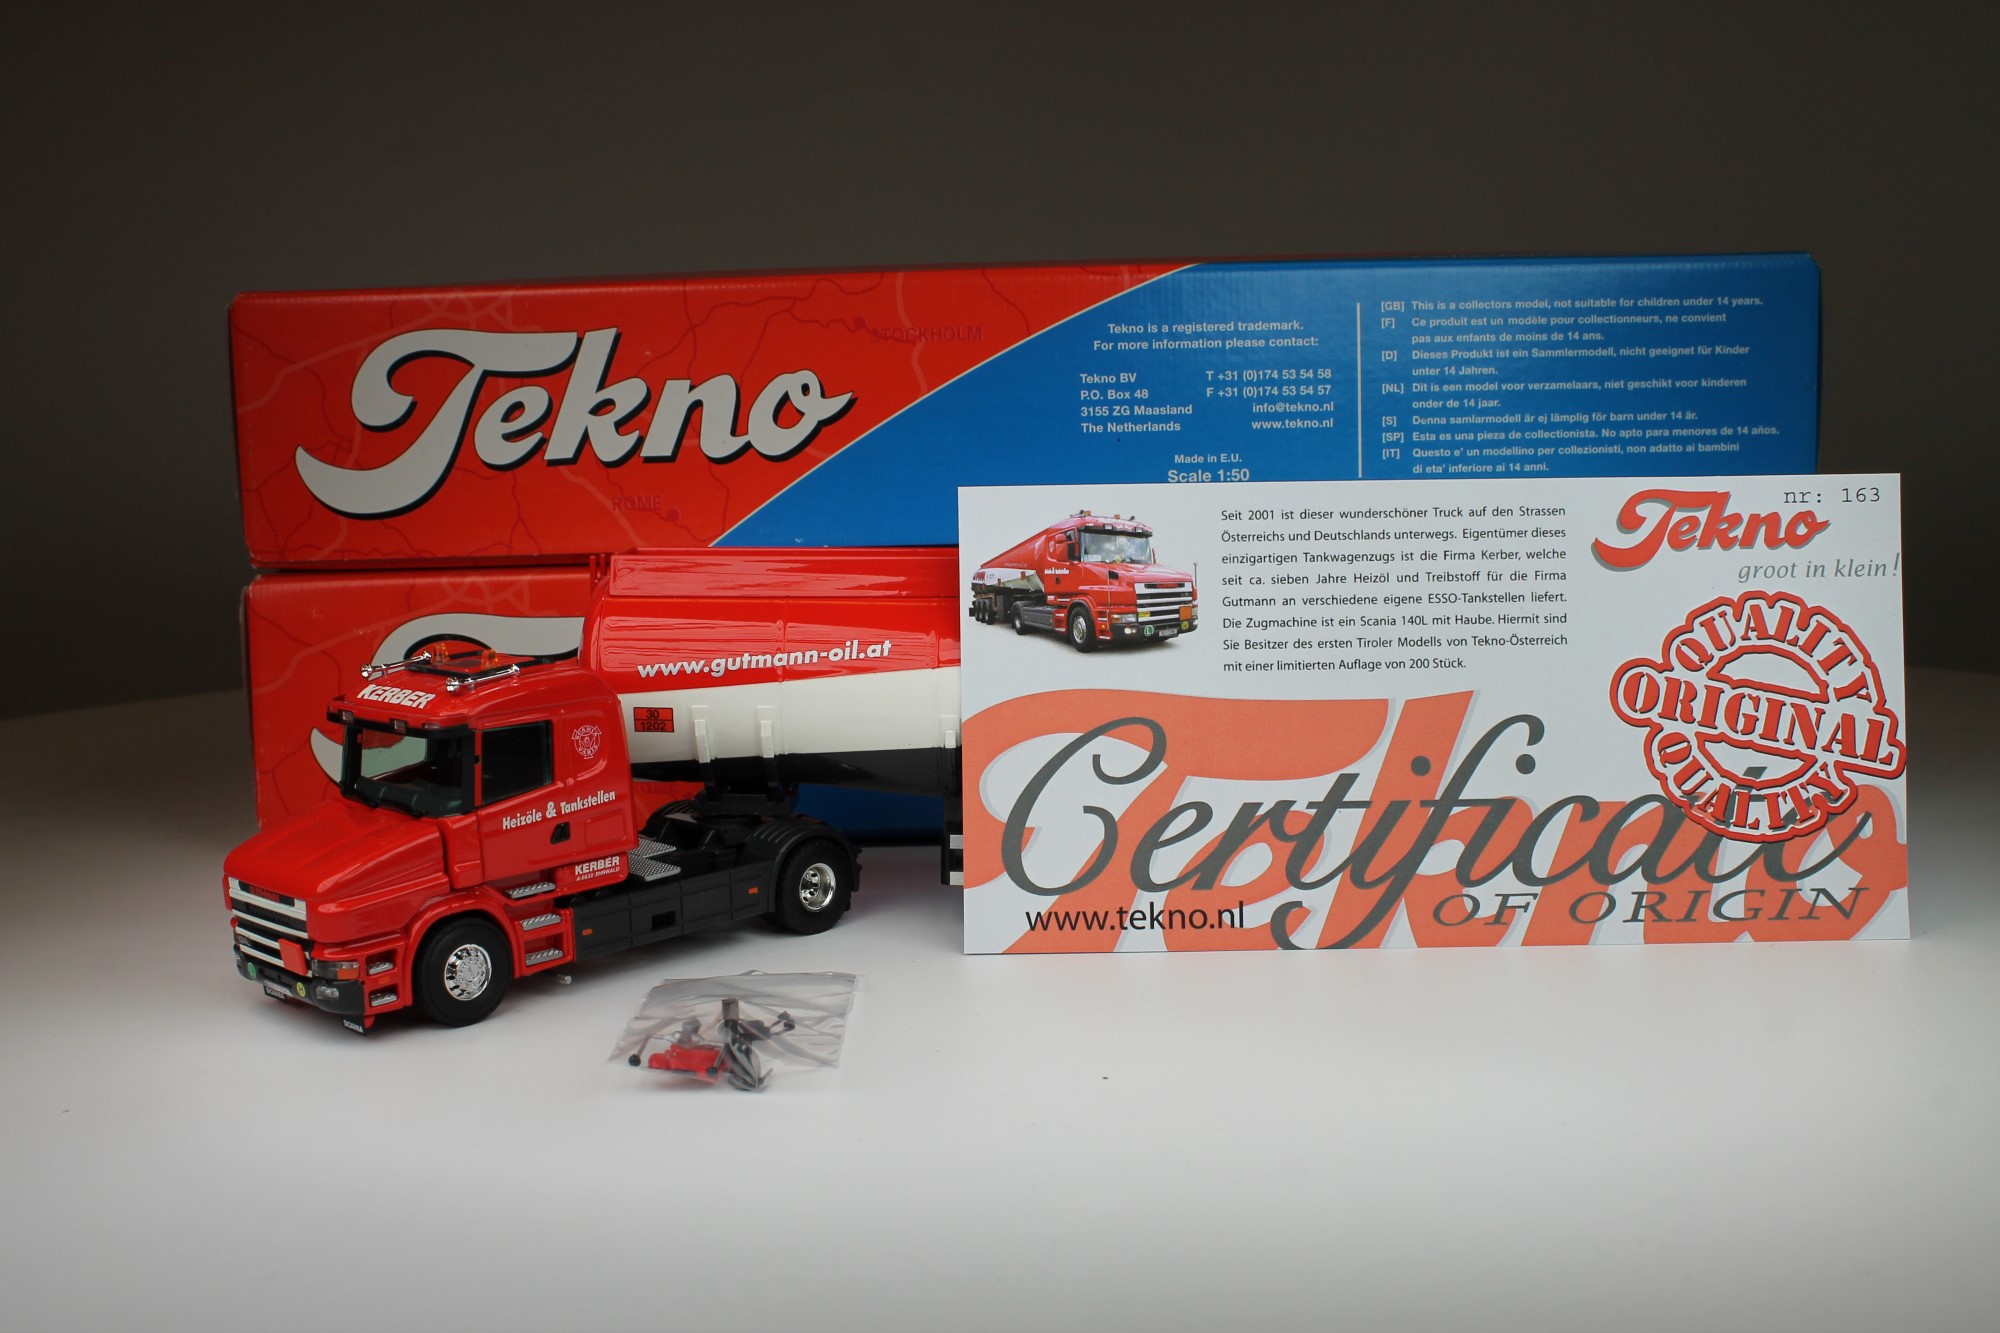 Tekno
STOCKHOLM
ROME
Tekno is a registered trademark.
For more information please contact:
Tekno BV
P.O. Box 48
3155 ZG Maasland
The Netherlands
T +31 (0)174 53 54 58
F +31 (0)174 53 54 57
info@tekno.nl
www.tekno.nl
Made in E.U.
Scale 1:50
[GB] This is a collectors model, not suitable for children under 14 years.
[F] Ce produit est un modèle pour collectionneurs, ne convient
pas aux enfants de moins de 14 ans.
[D] Dieses Produkt ist ein Sammlermodell, nicht geeignet für Kinder
unter 14 Jahren.
[NL] Dit is een model voor verzamelaars, niet geschikt voor kinderen
onder de 14 jaar.
[S] Denna samlarmodell är ej lämplig för barn under 14 år.
[SP] Esta es una pieza de collectionista. No apto para menores de 14 años.
[IT] Questo e' un modellino per collezionisti, non adatto ai bambini
di eta' inferiore ai 14 anni.
www.gutmann-oil.at
30
1202
KERBER
Heizöle & Tankstellen
KERBER
A-6632 EHRWALD
SCANIA
Seit 2001 ist dieser wunderschöner Truck auf den Strassen
Österreichs und Deutschlands unterwegs. Eigentümer dieses
einzigartigen Tankwagenzugs ist die Firma Kerber, welche
seit ca. sieben Jahre Heizöl und Treibstoff für die Firma
Gutmann an verschiedene eigene ESSO-Tankstellen liefert.
Die Zugmachine ist ein Scania 140L mit Haube. Hiermit sind
Sie Besitzer des ersten Tiroler Modells von Tekno-Österreich
mit einer limitierten Auflage von 200 Stück.
nr: 163
Tekno
groot in klein!
QUALITY
ORIGINAL
QUALITY
Tekno
Certificate
OF ORIGIN
www.tekno.nl